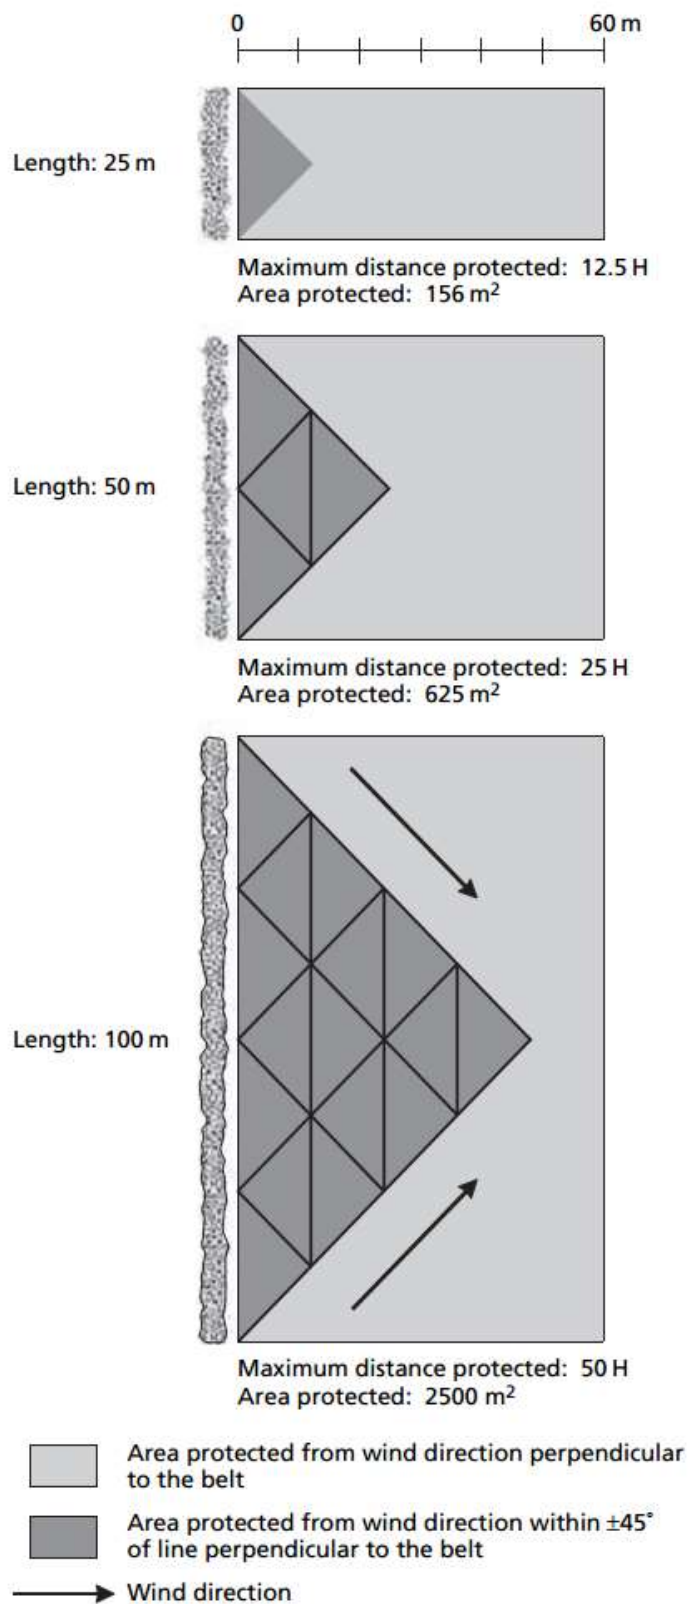 0 60 m
Length: 25 m
Maximum distance protected: 12.5 H
Area protected: 156 m²
Length: 50 m
Maximum distance protected: 25 H
Area protected: 625 m²
Length: 100 m
Maximum distance protected: 50 H
Area protected: 2500 m²
Area protected from wind direction perpendicular
to the belt
Area protected from wind direction within ±45°
of line perpendicular to the belt
Wind direction